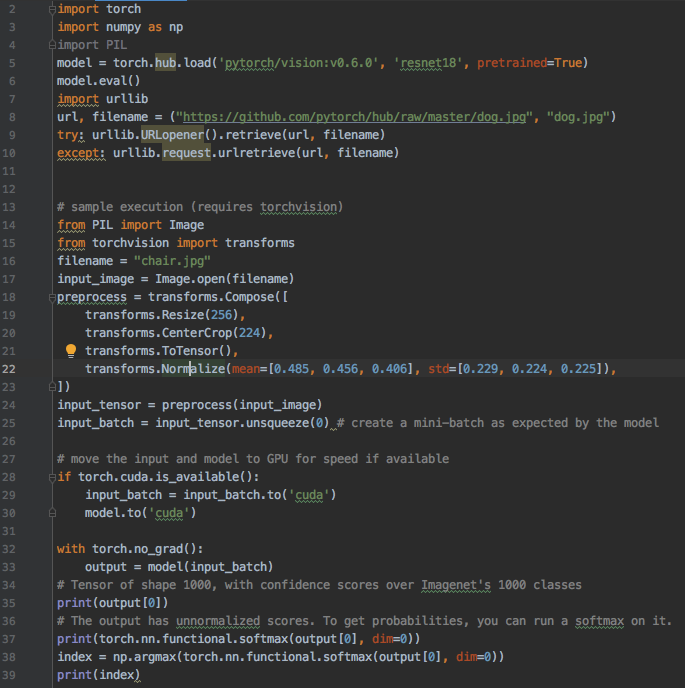 2 import torch
3 import numpy as np
4 import PIL
5 model = torch.hub.load('pytorch/vision:v0.6.0', 'resnet18', pretrained=True)
6 model.eval()
7 import urllib
8 url, filename = ("https://github.com/pytorch/hub/raw/master/dog.jpg", "dog.jpg")
9 try: urllib.URLopener().retrieve(url, filename)
10 except: urllib.request.urlretrieve(url, filename)
11
12
13 # sample execution (requires torchvision)
14 from PIL import Image
15 from torchvision import transforms
16 filename = "chair.jpg"
17 input_image = Image.open(filename)
18 preprocess = transforms.Compose([
19     transforms.Resize(256),
20     transforms.CenterCrop(224),
21     transforms.ToTensor(),
22     transforms.Normalize(mean=[0.485, 0.456, 0.406], std=[0.229, 0.224, 0.225]),
23 ])
24 input_tensor = preprocess(input_image)
25 input_batch = input_tensor.unsqueeze(0) # create a mini-batch as expected by the model
26
27 # move the input and model to GPU for speed if available
28 if torch.cuda.is_available():
29     input_batch = input_batch.to('cuda')
30     model.to('cuda')
31
32 with torch.no_grad():
33     output = model(input_batch)
34 # Tensor of shape 1000, with confidence scores over Imagenet's 1000 classes
35 print(output[0])
36 # The output has unnormalized scores. To get probabilities, you can run a softmax on it.
37 print(torch.nn.functional.softmax(output[0], dim=0))
38 index = np.argmax(torch.nn.functional.softmax(output[0], dim=0))
39 print(index)